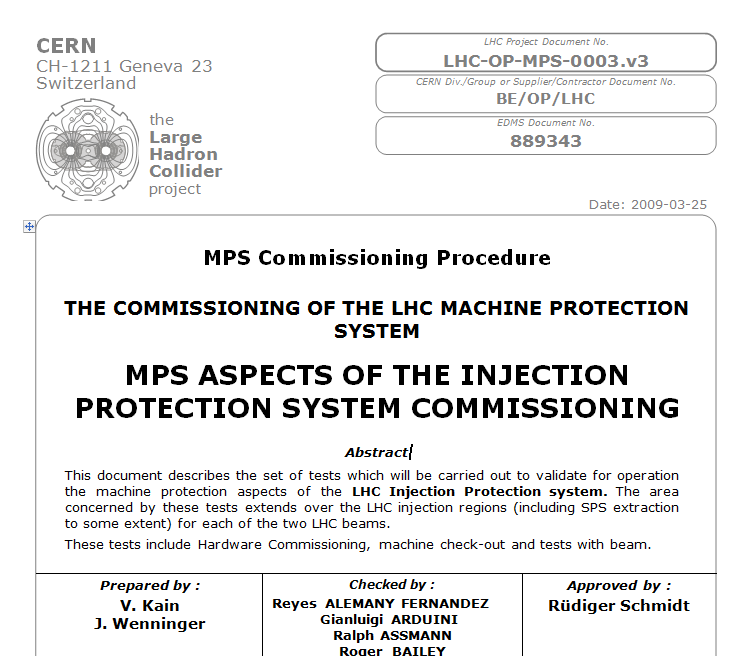 CERN
CH-1211 Geneva 23
Switzerland
the
Large
Hadron
Collider
project
LHC Project Document No.
LHC-OP-MPS-0003.v3
CERN Div./Group or Supplier/Contractor Document No.
BE/OP/LHC
EDMS Document No.
889343
Date: 2009-03-25
MPS Commissioning Procedure
THE COMMISSIONING OF THE LHC MACHINE PROTECTION
SYSTEM
MPS ASPECTS OF THE INJECTION
PROTECTION SYSTEM COMMISSIONING
Abstract
This document describes the set of tests which will be carried out to validate for operation
the machine protection aspects of the LHC Injection Protection system. The area
concerned by these tests extends over the LHC injection regions (including SPS extraction
to some extent) for each of the two LHC beams.
These tests include Hardware Commissioning, machine check-out and tests with beam.
Prepared by :
V. Kain
J. Wenninger
Checked by :
Reyes ALEMANY FERNANDEZ
Gianluigi ARDUINI
Ralph ASSMANN
Roger BAILEY
Approved by :
Rüdiger Schmidt